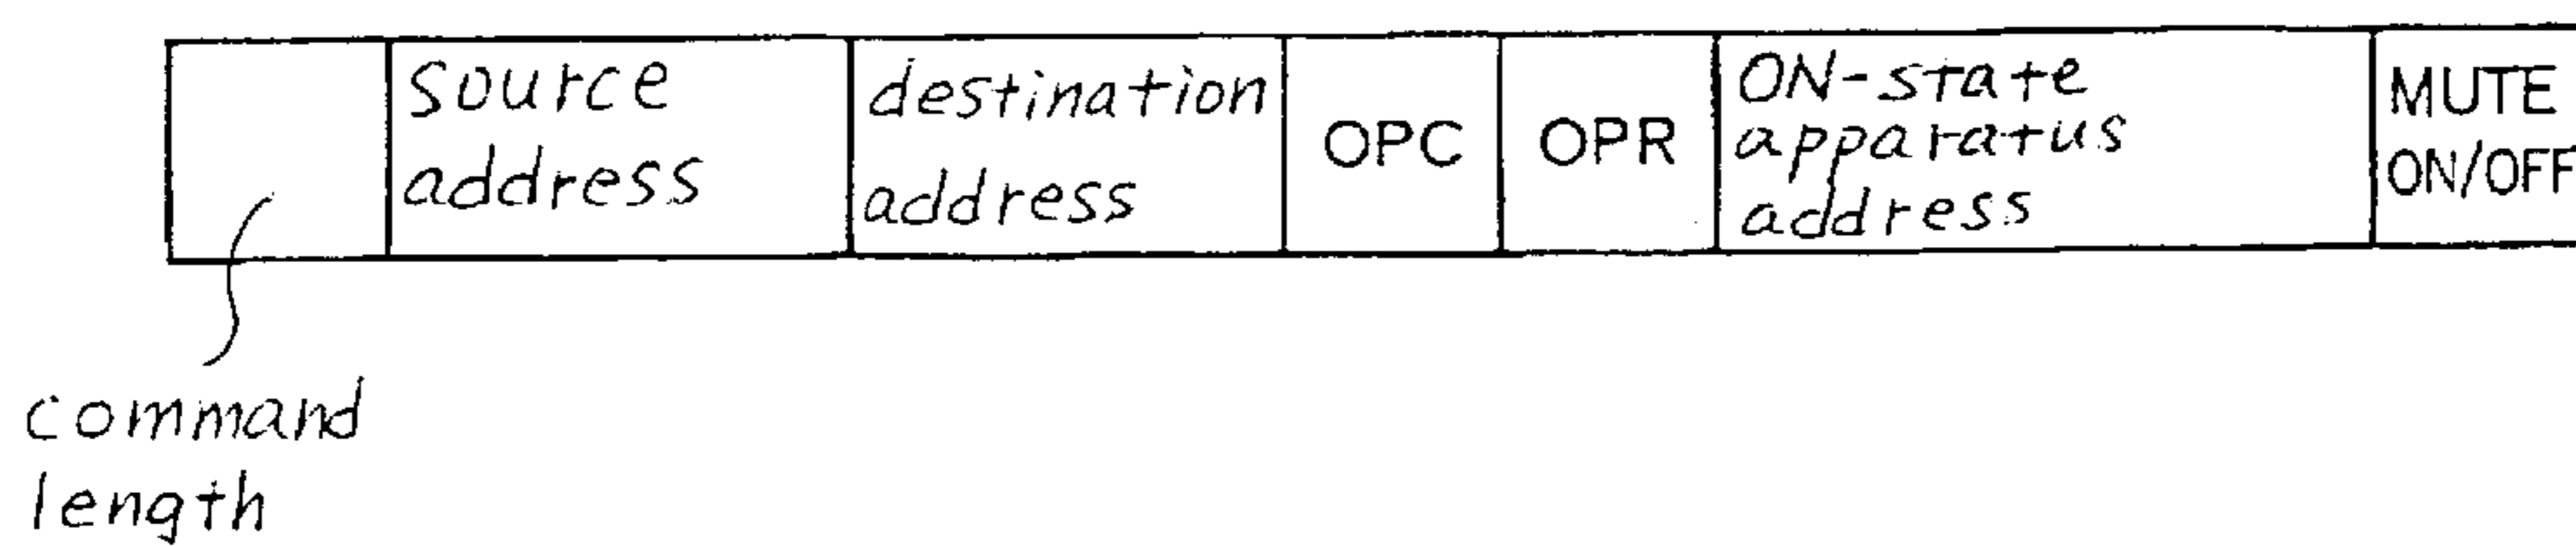 source
address
destination
address
OPC
OPR
ON-state
apparatus
address
MUTE
ON/OFF
command
length